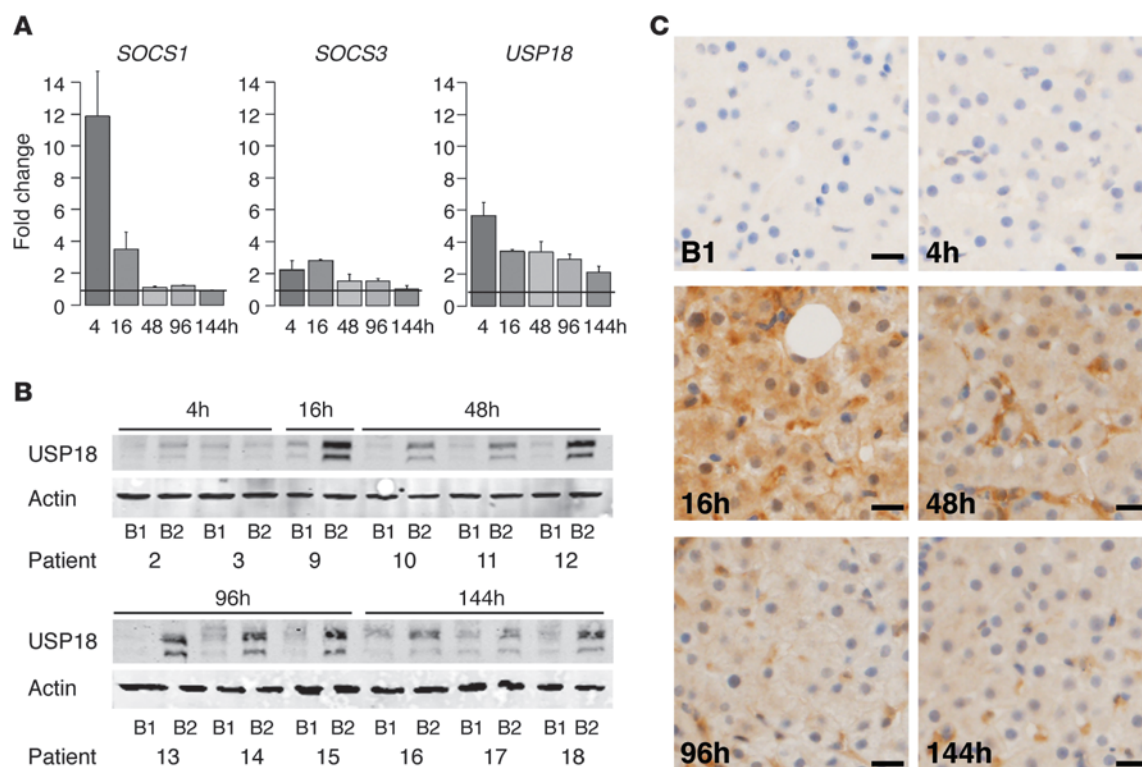 A
SOCS1 SOCS3 USP18
Fold change
14 14 14
12 12 12
10 10 10
8 8 8
6 6 6
4 4 4
2 2 2
0 0 0
4 16 48 96 144h 4 16 48 96 144h 4 16 48 96 144h
B
4h 16h 48h
USP18
Actin
B1 B2 B1 B2 B1 B2 B1 B2 B1 B2 B1 B2
Patient 2 3 9 10 11 12
96h 144h
USP18
Actin
B1 B2 B1 B2 B1 B2 B1 B2 B1 B2 B1 B2
Patient 13 14 15 16 17 18
C
B1 4h
16h 48h
96h 144h